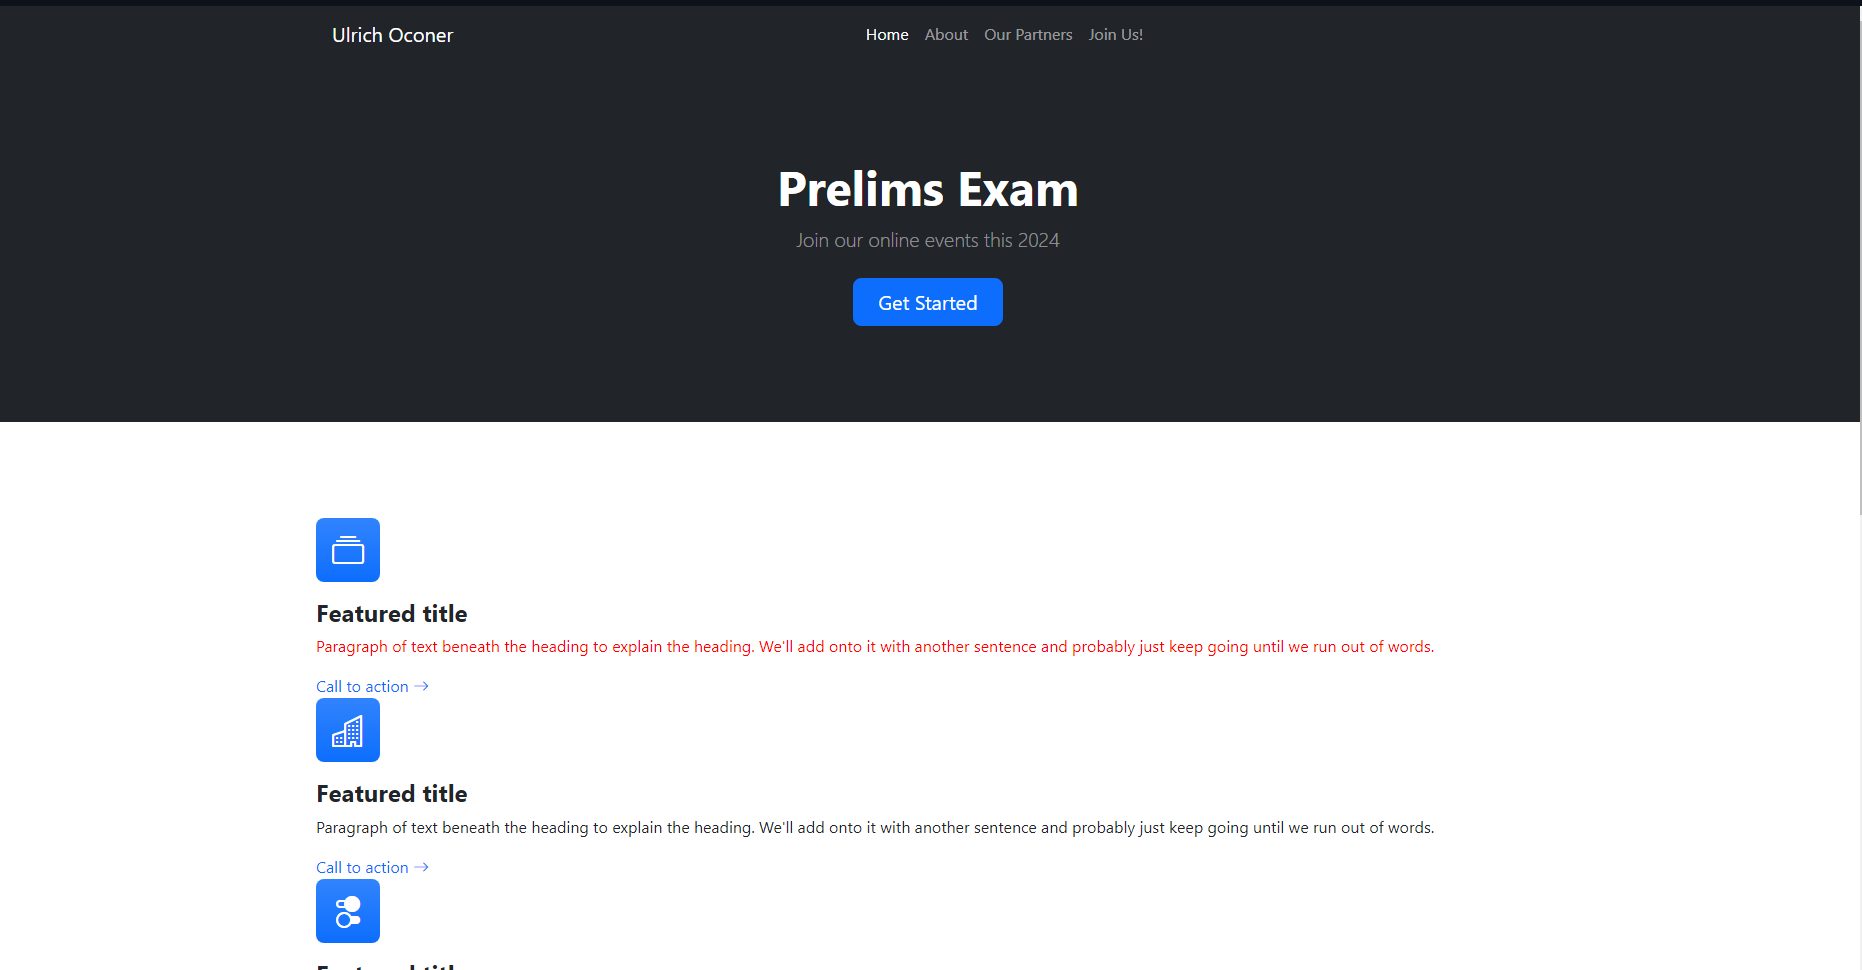 Ulrich Oconer Home About Our Partners Join Us!
Prelims Exam
Join our online events this 2024
Get Started
Featured title
Paragraph of text beneath the heading to explain the heading. We'll add onto it with another sentence and probably just keep going until we run out of words.
Call to action →
Featured title
Paragraph of text beneath the heading to explain the heading. We'll add onto it with another sentence and probably just keep going until we run out of words.
Call to action →